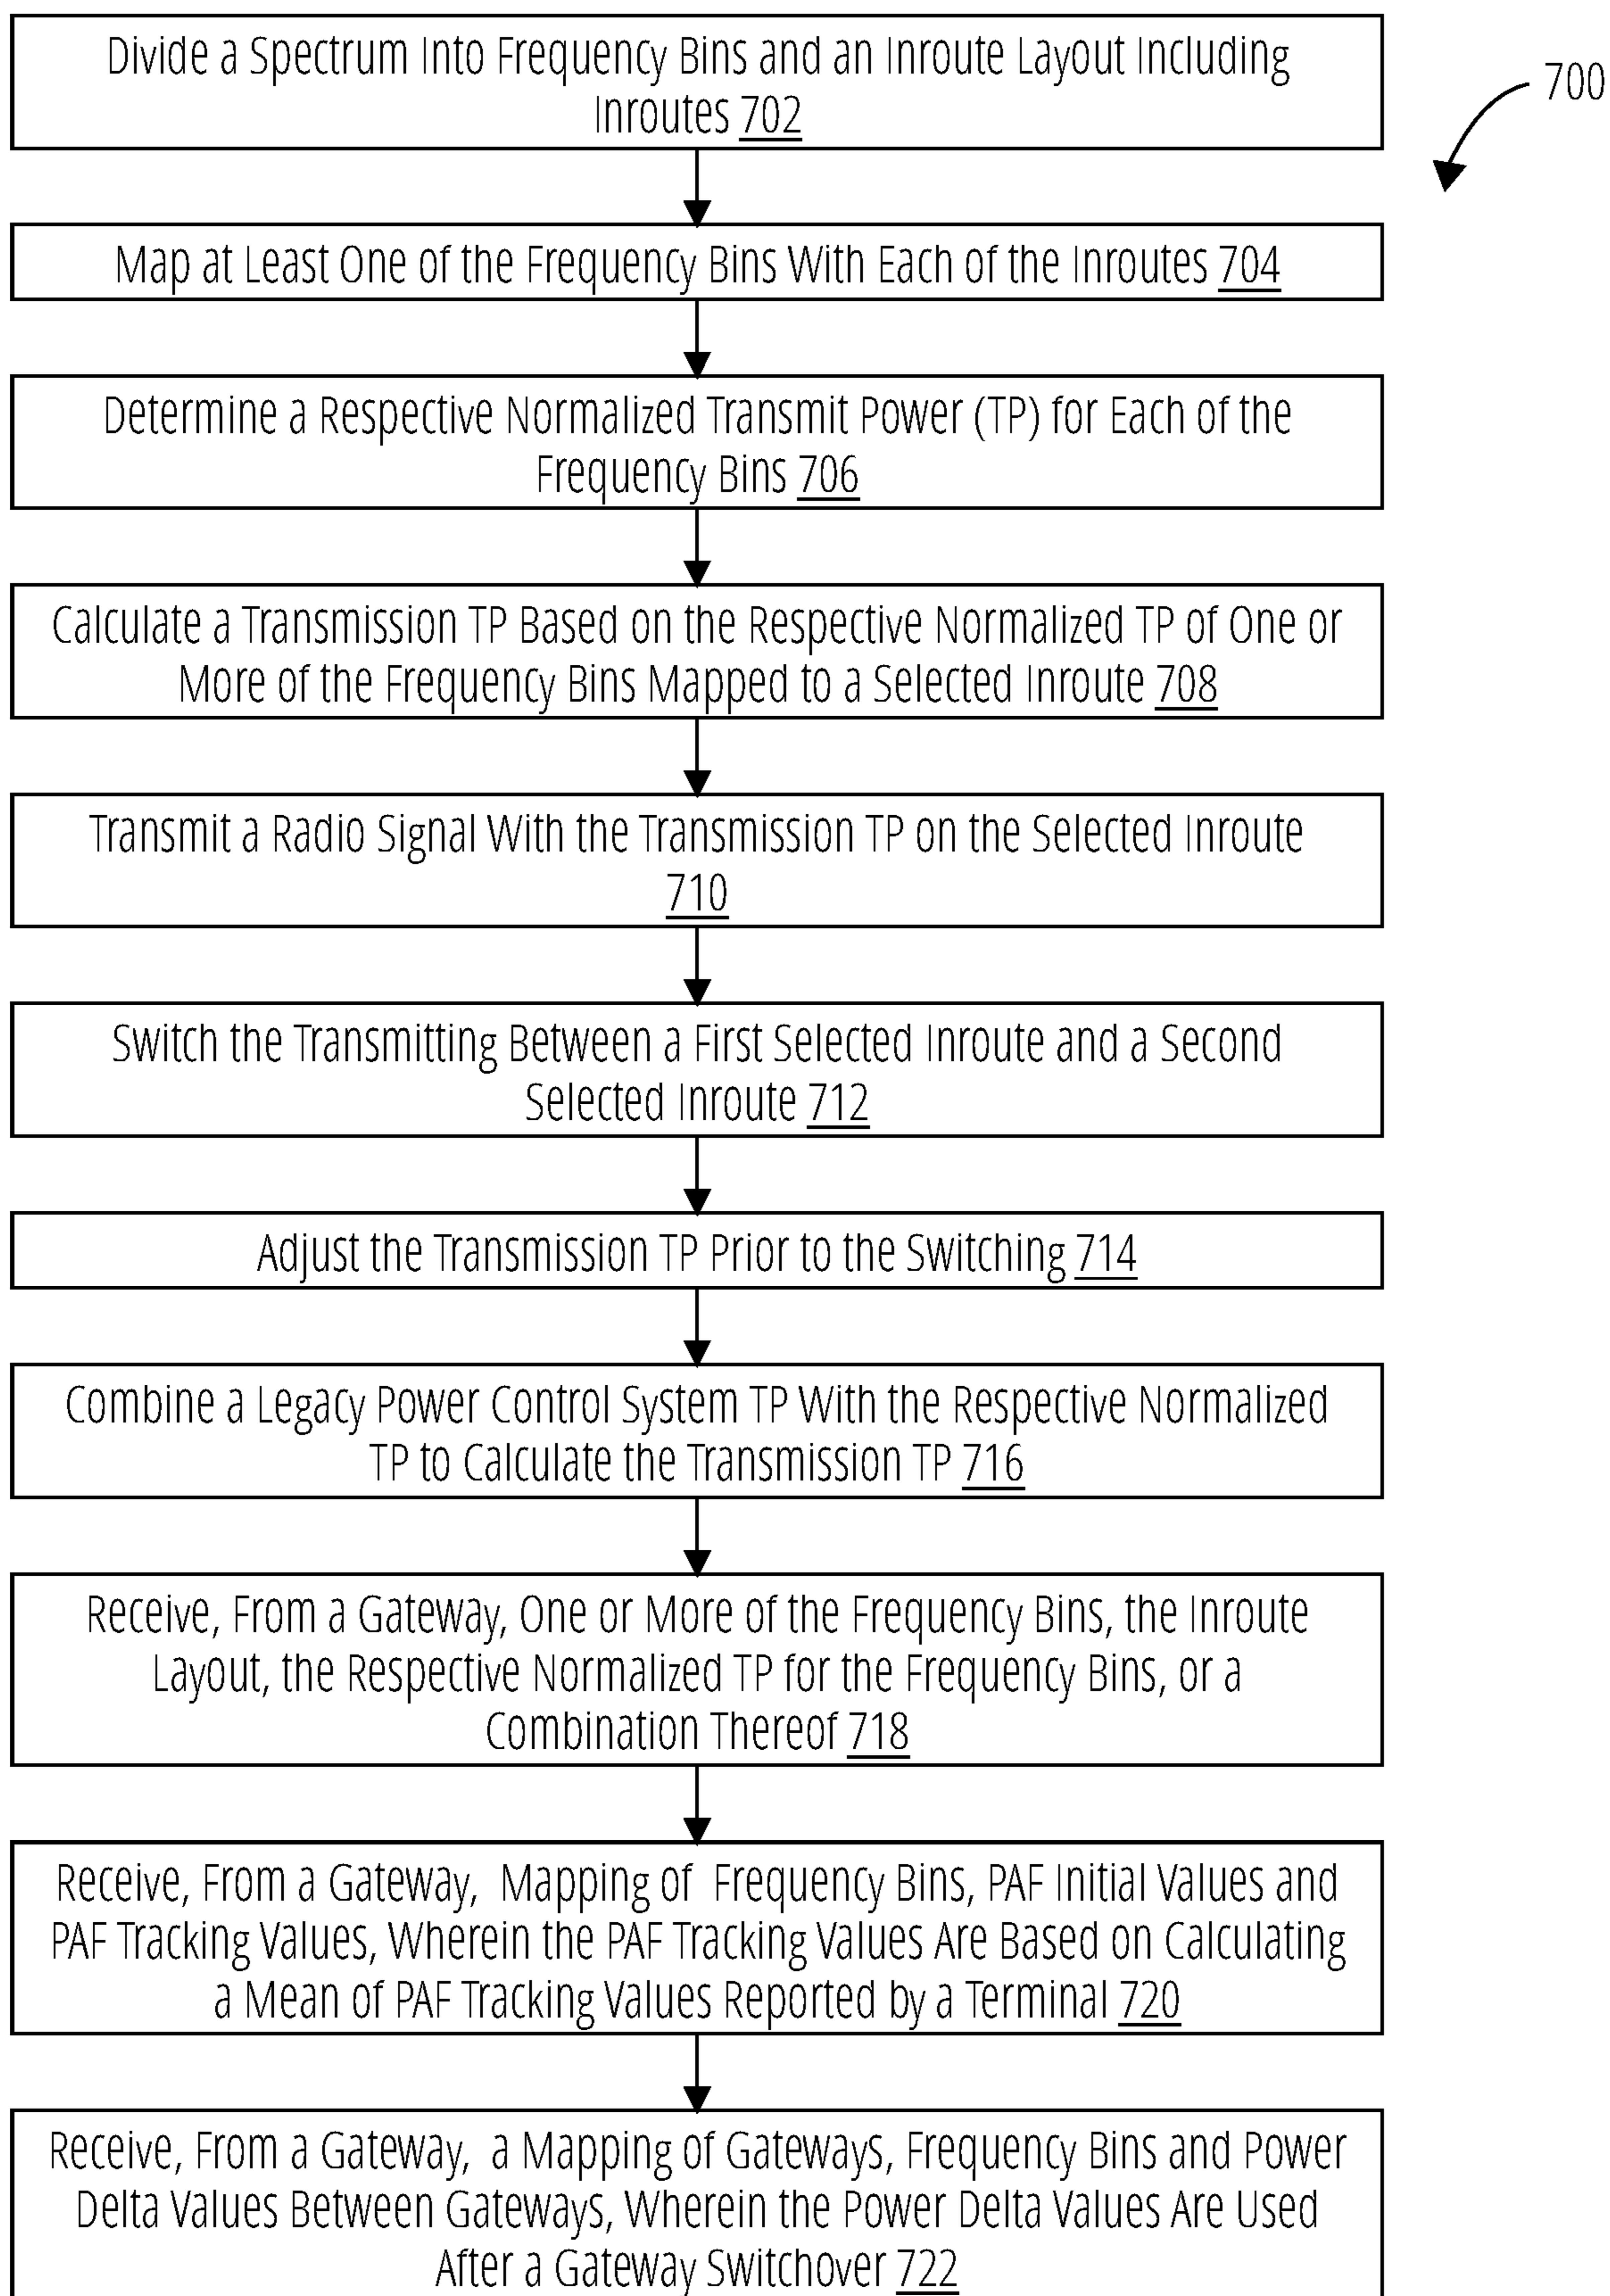 Divide a Spectrum Into Frequency Bins and an Inroute Layout Including
Inroutes 702
700
Map at Least One of the Frequency Bins With Each of the Inroutes 704
Determine a Respective Normalized Transmit Power (TP) for Each of the
Frequency Bins 706
Calculate a Transmission TP Based on the Respective Normalized TP of One or
More of the Frequency Bins Mapped to a Selected Inroute 708
Transmit a Radio Signal With the Transmission TP on the Selected Inroute
710
Switch the Transmitting Between a First Selected Inroute and a Second
Selected Inroute 712
Adjust the Transmission TP Prior to the Switching 714
Combine a Legacy Power Control System TP With the Respective Normalized
TP to Calculate the Transmission TP 716
Receive, From a Gateway, One or More of the Frequency Bins, the Inroute
Layout, the Respective Normalized TP for the Frequency Bins, or a
Combination Thereof 718
Receive, From a Gateway, Mapping of Frequency Bins, PAF Initial Values and
PAF Tracking Values, Wherein the PAF Tracking Values Are Based on Calculating
a Mean of PAF Tracking Values Reported by a Terminal 720
Receive, From a Gateway, a Mapping of Gateways, Frequency Bins and Power
Delta Values Between Gateways, Wherein the Power Delta Values Are Used
After a Gateway Switchover 722